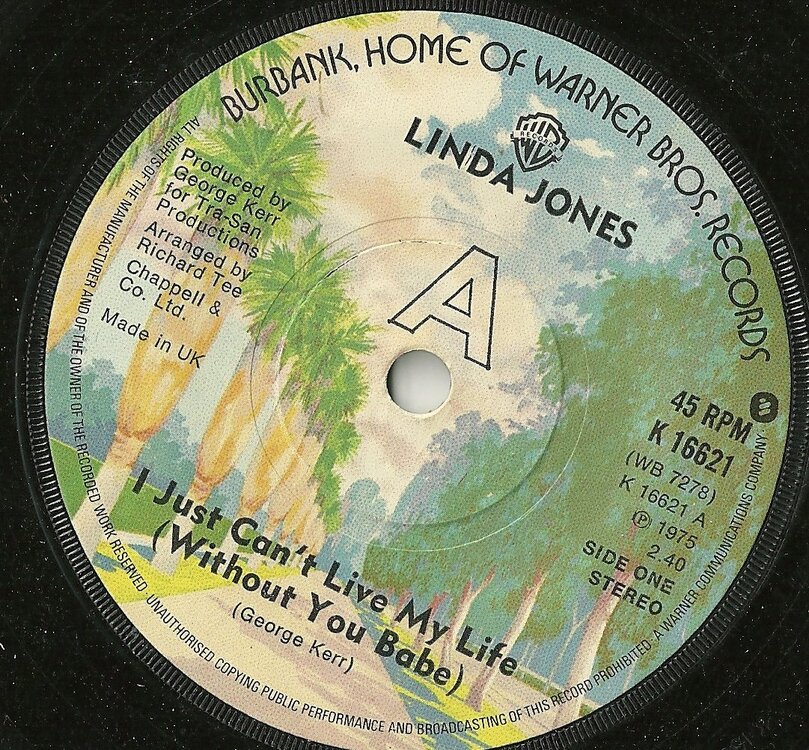 BURBANK, HOME OF WARNER BROS. RECORDS
RECORDS
LINDA JONES
Produced by
George Kerr
for Tra-San
Productions
Arranged by
Richard Tee
Chappell &
Co. Ltd.
Made in UK
A
45 RPM
K 16621
(WB 7278)
K 16621 A
℗ 1975
2.40
SIDE ONE
STEREO
I Just Can't Live My Life
(Without You Babe)
(George Kerr)
ALL RIGHTS OF THE MANUFACTURER AND OF THE OWNER OF THE RECORDED WORK RESERVED UNAUTHORISED COPYING PUBLIC PERFORMANCE AND BROADCASTING OF THIS RECORD PROHIBITED · A WARNER COMMUNICATIONS COMPANY